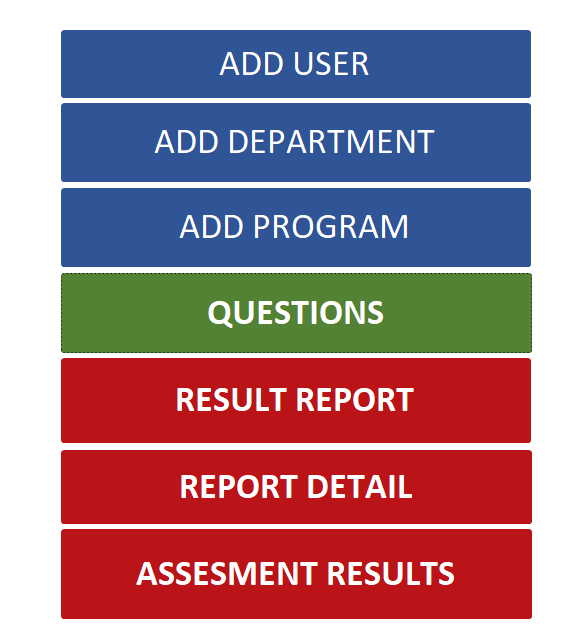 ADD USER
ADD DEPARTMENT
ADD PROGRAM
QUESTIONS
RESULT REPORT
REPORT DETAIL
ASSESMENT RESULTS